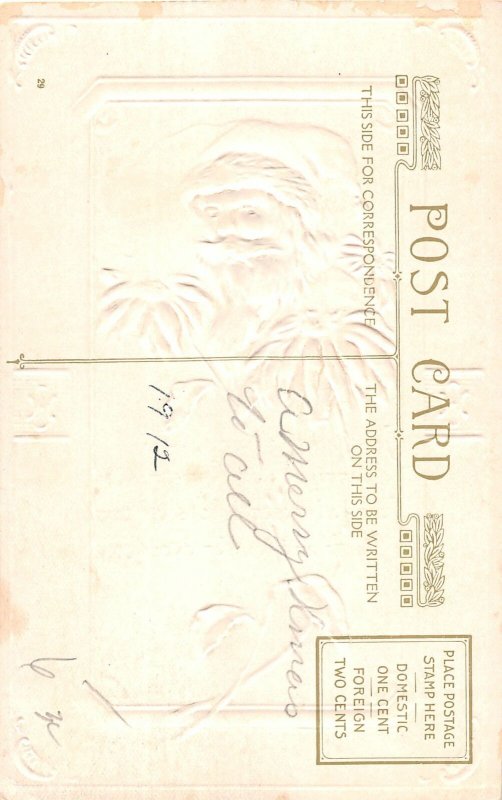 POST CARD
THIS SIDE FOR CORRESPONDENCE
THE ADDRESS TO BE WRITTEN
ON THIS SIDE
PLACE POSTAGE
STAMP HERE
DOMESTIC
ONE CENT
FOREIGN
TWO CENTS
A Merry Xmas
to all
1912
29